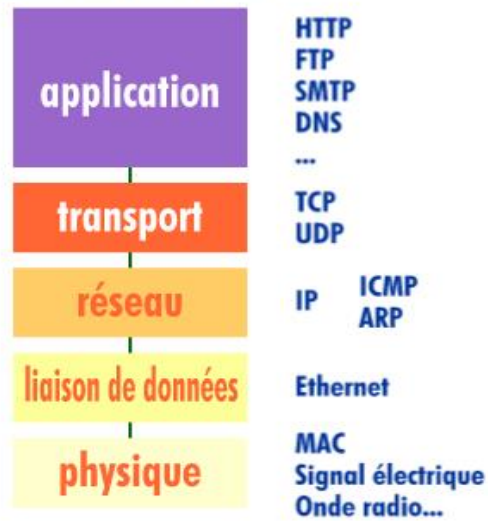 application
HTTP
FTP
SMTP
DNS
...
transport
TCP
UDP
réseau
IP
ICMP
ARP
liaison de données
Ethernet
physique
MAC
Signal électrique
Onde radio...